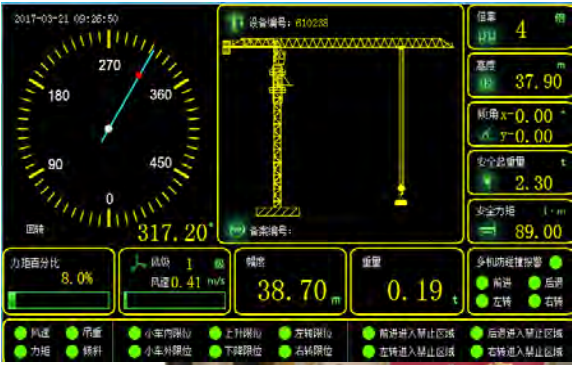 2017-03-21 09:26:50
270
180
360
90
450
0
回转
317.20°
设备编号: 610238
备案编号:
倍率
4
高度
m
37.90
倾角 x-0.00 °
y-0.00
安全起重量
t
2.30
安全力矩
t·m
89.00
力矩百分比
8.0%
风级 1 级
风速 0.41 m/s
幅度
38.70 m
重量
0.19 t
多机防碰撞报警
前进
后退
左转
右转
风速
吊重
小车内限位
上升限位
左转限位
前进进入禁止区域
后退进入禁止区域
力矩
倾斜
小车外限位
下降限位
右转限位
左转进入禁止区域
右转进入禁止区域